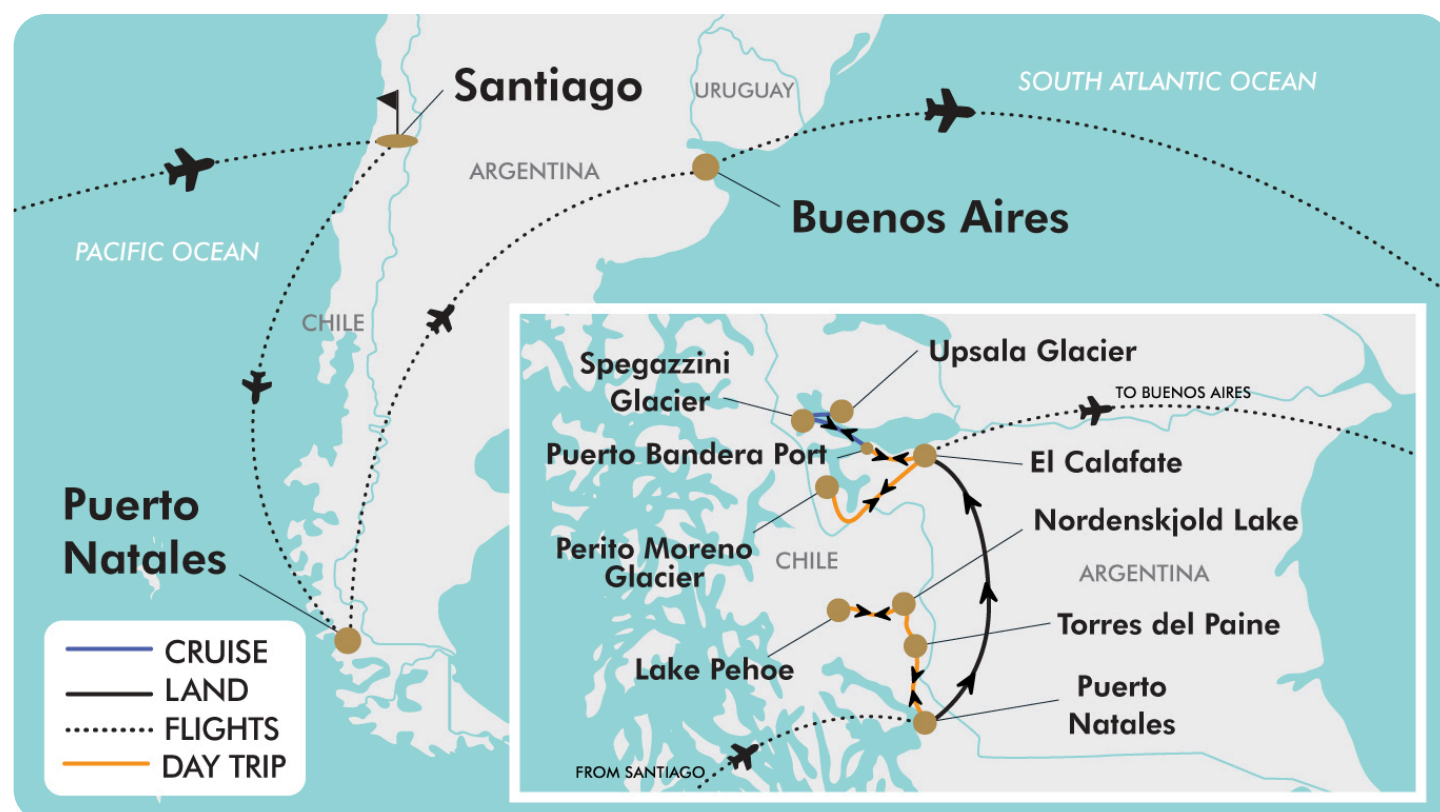 Santiago
URUGUAY
SOUTH ATLANTIC OCEAN
ARGENTINA
Buenos Aires
PACIFIC OCEAN
CHILE
Puerto
Natales
CRUISE
LAND
FLIGHTS
DAY TRIP
Spegazzini
Glacier
Upsala Glacier
TO BUENOS AIRES
Puerto Bandera Port
El Calafate
Nordenskjold Lake
Perito Moreno
Glacier
CHILE
ARGENTINA
Torres del Paine
Lake Pehoe
Puerto
Natales
FROM SANTIAGO